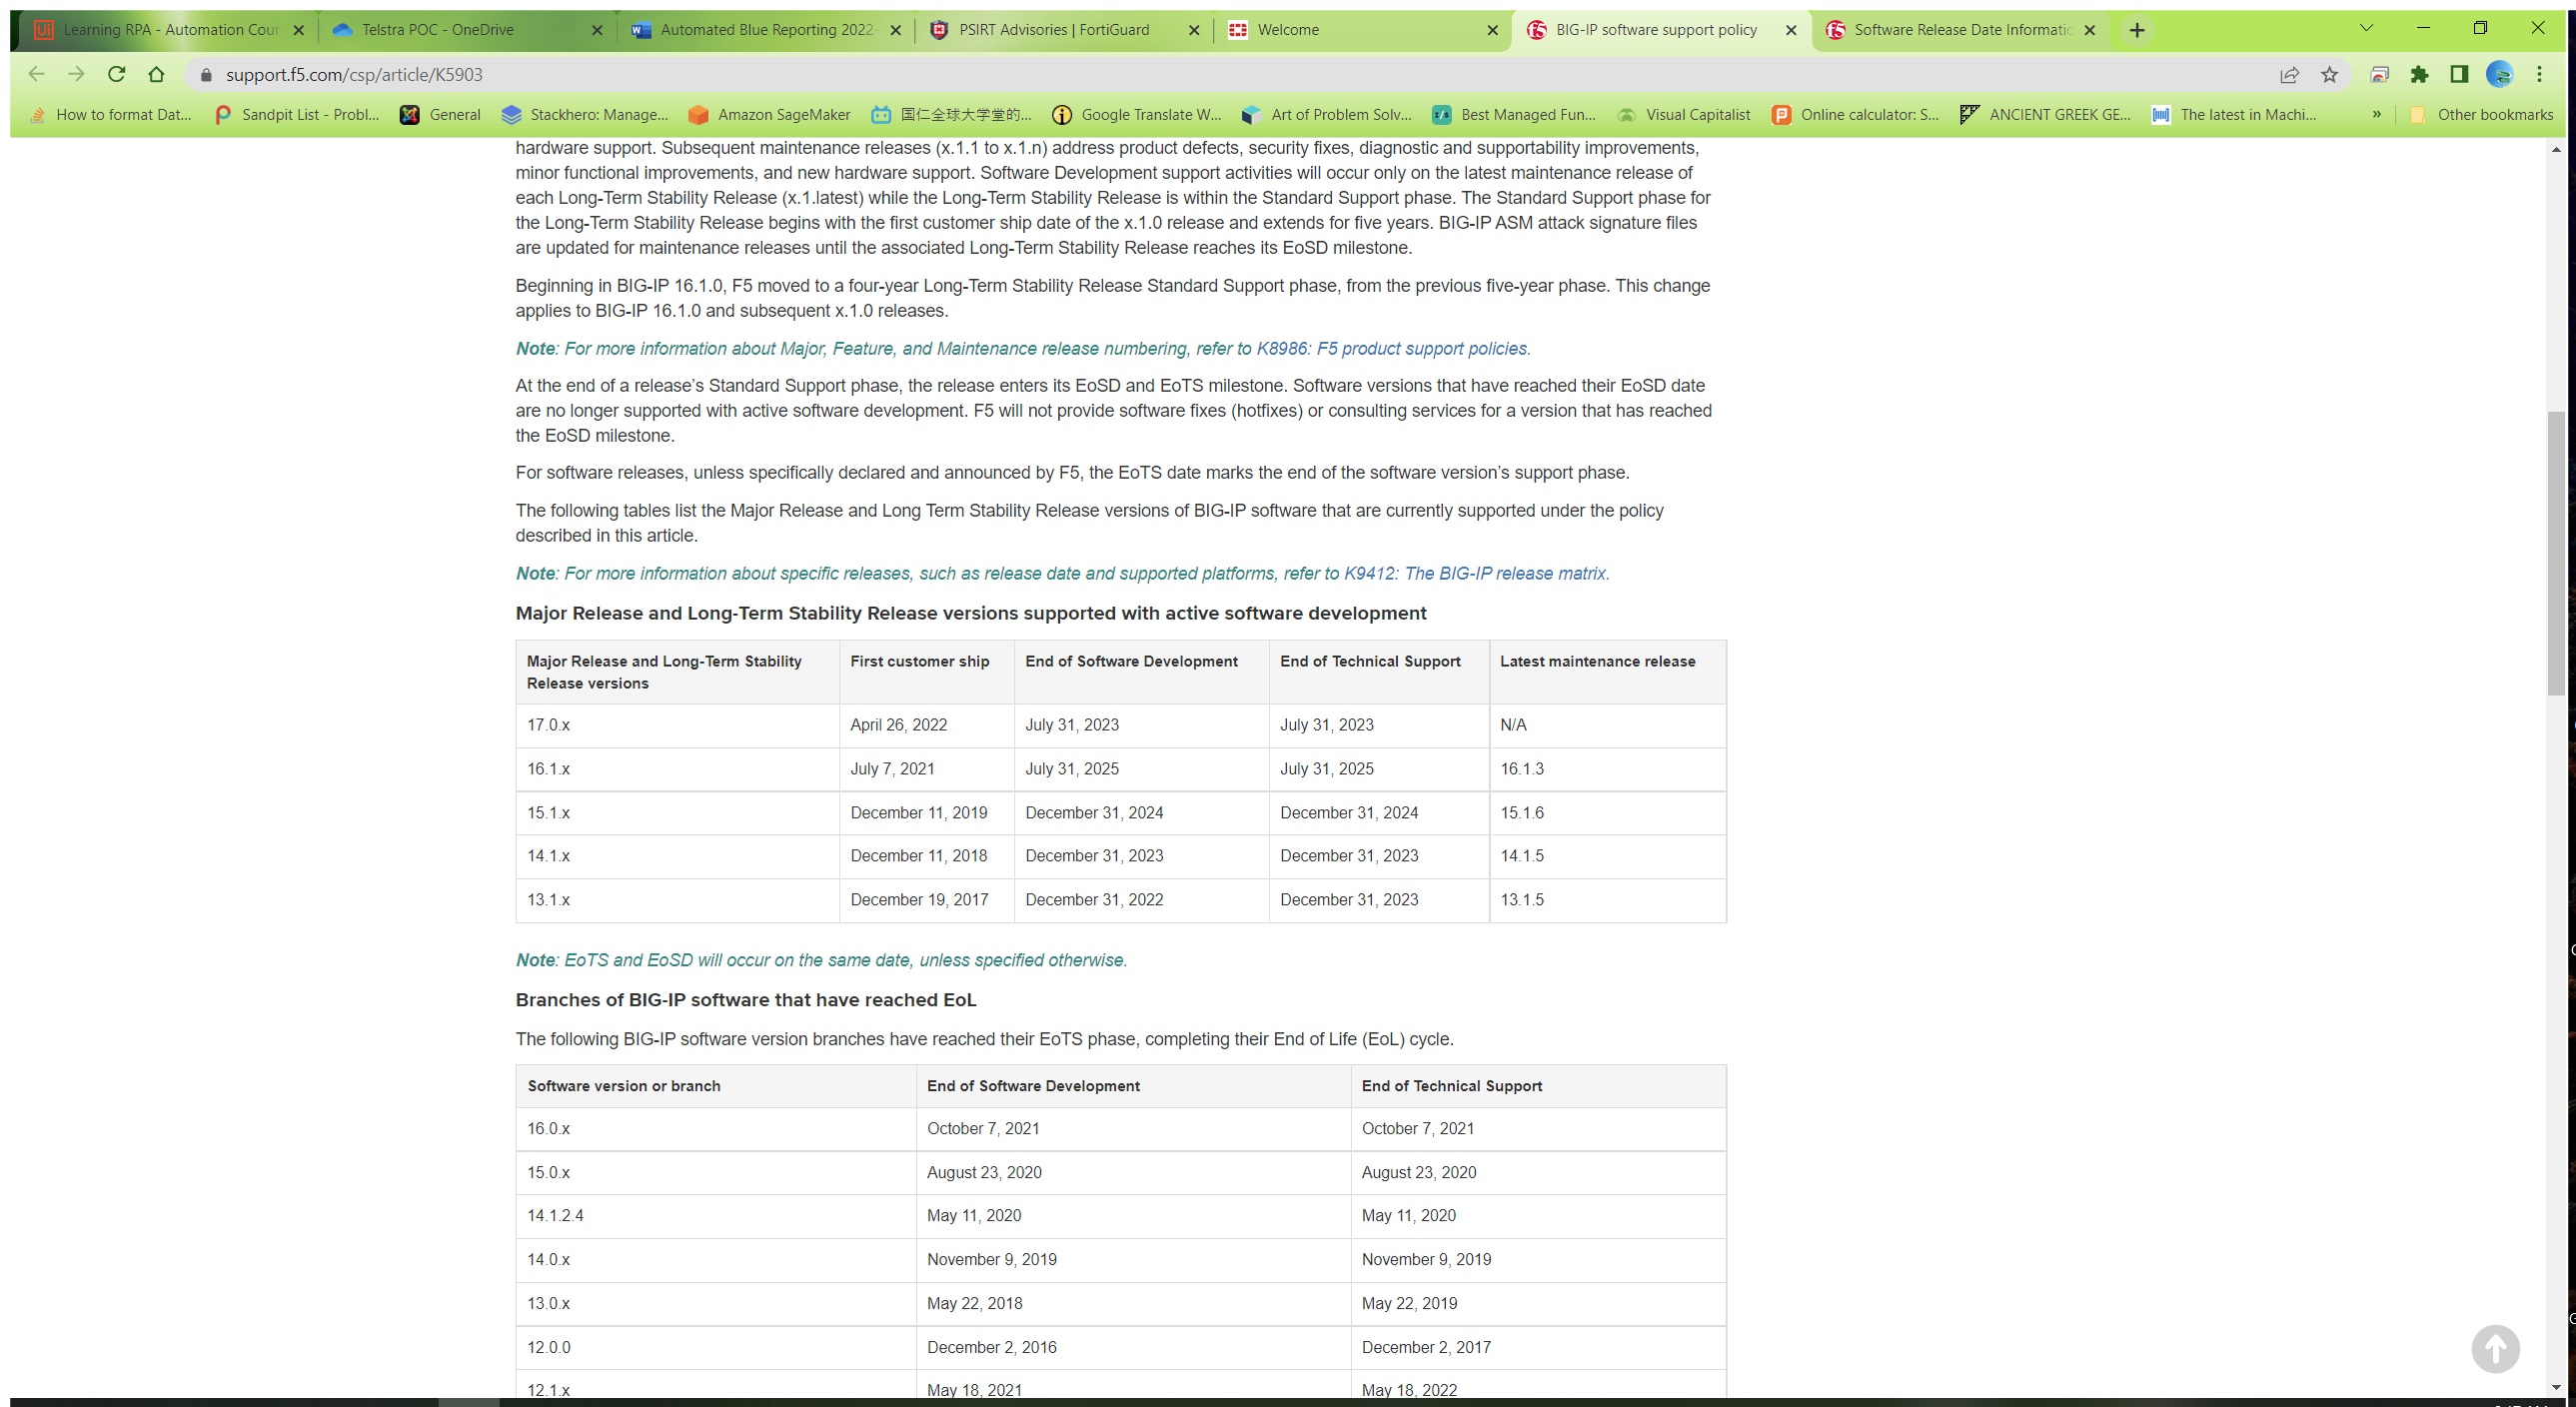 Learning RPA - Automation Cour
Telstra POC - OneDrive
Automated Blue Reporting 2022-
PSIRT Advisories | FortiGuard
Welcome
BIG-IP software support policy
Software Release Date Informatic
support.f5.com/csp/article/K5903
How to format Dat...
Sandpit List - Probl...
General
Stackhero: Manage...
Amazon SageMaker
国仁全球大学堂的...
Google Translate W...
Art of Problem Solv...
Best Managed Fun...
Visual Capitalist
Online calculator: S...
ANCIENT GREEK GE...
The latest in Machi...
»
Other bookmarks
hardware support. Subsequent maintenance releases (x.1.1 to x.1.n) address product defects, security fixes, diagnostic and supportability improvements,
minor functional improvements, and new hardware support. Software Development support activities will occur only on the latest maintenance release of
each Long-Term Stability Release (x.1.latest) while the Long-Term Stability Release is within the Standard Support phase. The Standard Support phase for
the Long-Term Stability Release begins with the first customer ship date of the x.1.0 release and extends for five years. BIG-IP ASM attack signature files
are updated for maintenance releases until the associated Long-Term Stability Release reaches its EoSD milestone.
Beginning in BIG-IP 16.1.0, F5 moved to a four-year Long-Term Stability Release Standard Support phase, from the previous five-year phase. This change
applies to BIG-IP 16.1.0 and subsequent x.1.0 releases.
Note: For more information about Major, Feature, and Maintenance release numbering, refer to K8986: F5 product support policies.
At the end of a release’s Standard Support phase, the release enters its EoSD and EoTS milestone. Software versions that have reached their EoSD date
are no longer supported with active software development. F5 will not provide software fixes (hotfixes) or consulting services for a version that has reached
the EoSD milestone.
For software releases, unless specifically declared and announced by F5, the EoTS date marks the end of the software version’s support phase.
The following tables list the Major Release and Long Term Stability Release versions of BIG-IP software that are currently supported under the policy
described in this article.
Note: For more information about specific releases, such as release date and supported platforms, refer to K9412: The BIG-IP release matrix.
Major Release and Long-Term Stability Release versions supported with active software development
Major Release and Long-Term Stability Release versions | First customer ship | End of Software Development | End of Technical Support | Latest maintenance release
17.0.x | April 26, 2022 | July 31, 2023 | July 31, 2023 | N/A
16.1.x | July 7, 2021 | July 31, 2025 | July 31, 2025 | 16.1.3
15.1.x | December 11, 2019 | December 31, 2024 | December 31, 2024 | 15.1.6
14.1.x | December 11, 2018 | December 31, 2023 | December 31, 2023 | 14.1.5
13.1.x | December 19, 2017 | December 31, 2022 | December 31, 2023 | 13.1.5
Note: EoTS and EoSD will occur on the same date, unless specified otherwise.
Branches of BIG-IP software that have reached EoL
The following BIG-IP software version branches have reached their EoTS phase, completing their End of Life (EoL) cycle.
Software version or branch | End of Software Development | End of Technical Support
16.0.x | October 7, 2021 | October 7, 2021
15.0.x | August 23, 2020 | August 23, 2020
14.1.2.4 | May 11, 2020 | May 11, 2020
14.0.x | November 9, 2019 | November 9, 2019
13.0.x | May 22, 2018 | May 22, 2019
12.0.0 | December 2, 2016 | December 2, 2017
12.1.x | May 18, 2021 | May 18, 2022